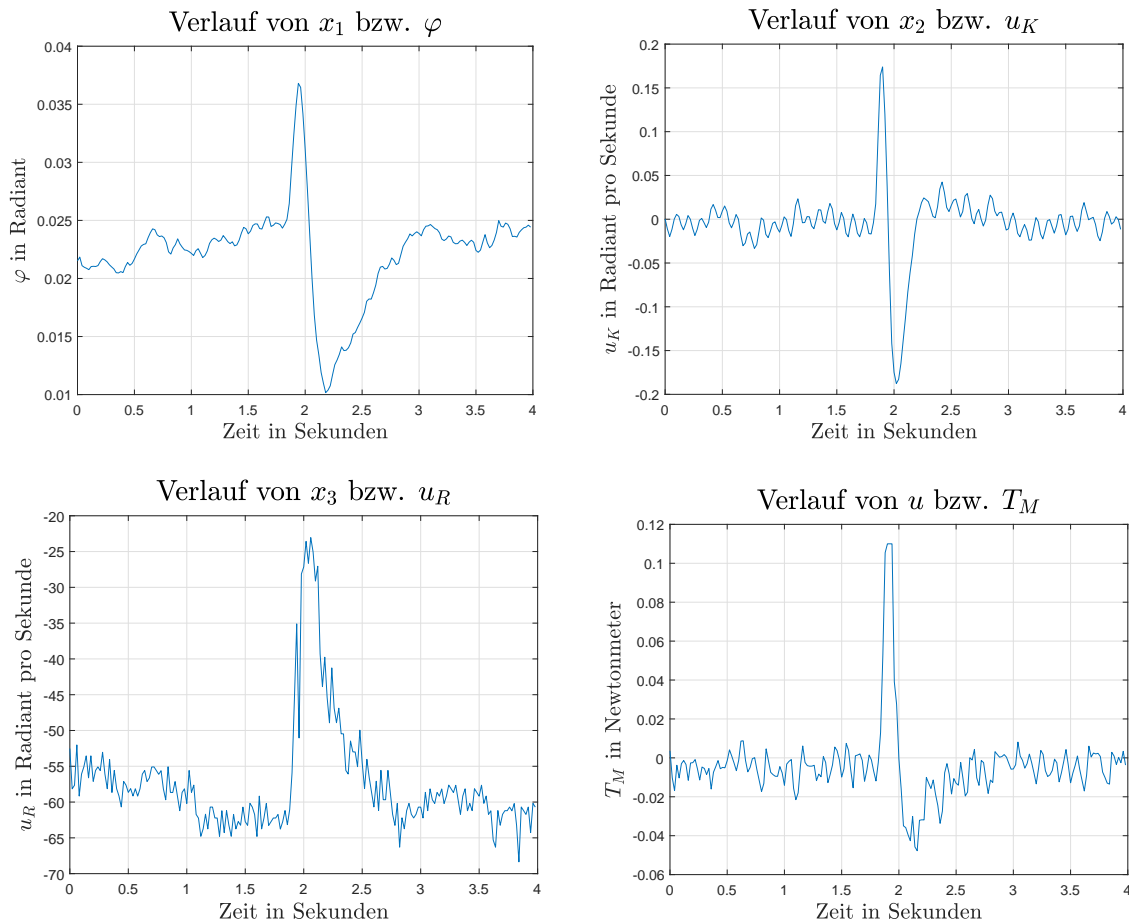 Verlauf von x₁ bzw. φ
φ in Radiant
0.04
0.035
0.03
0.025
0.02
0.015
0.01
0 0.5 1 1.5 2 2.5 3 3.5 4
Zeit in Sekunden
Verlauf von x₂ bzw. u_K
u_K in Radiant pro Sekunde
0.2
0.15
0.1
0.05
0
-0.05
-0.1
-0.15
-0.2
0 0.5 1 1.5 2 2.5 3 3.5 4
Zeit in Sekunden
Verlauf von x₃ bzw. u_R
u_R in Radiant pro Sekunde
-20
-25
-30
-35
-40
-45
-50
-55
-60
-65
-70
0 0.5 1 1.5 2 2.5 3 3.5 4
Zeit in Sekunden
Verlauf von u bzw. T_M
T_M in Newtonmeter
0.12
0.1
0.08
0.06
0.04
0.02
0
-0.02
-0.04
-0.06
0 0.5 1 1.5 2 2.5 3 3.5 4
Zeit in Sekunden